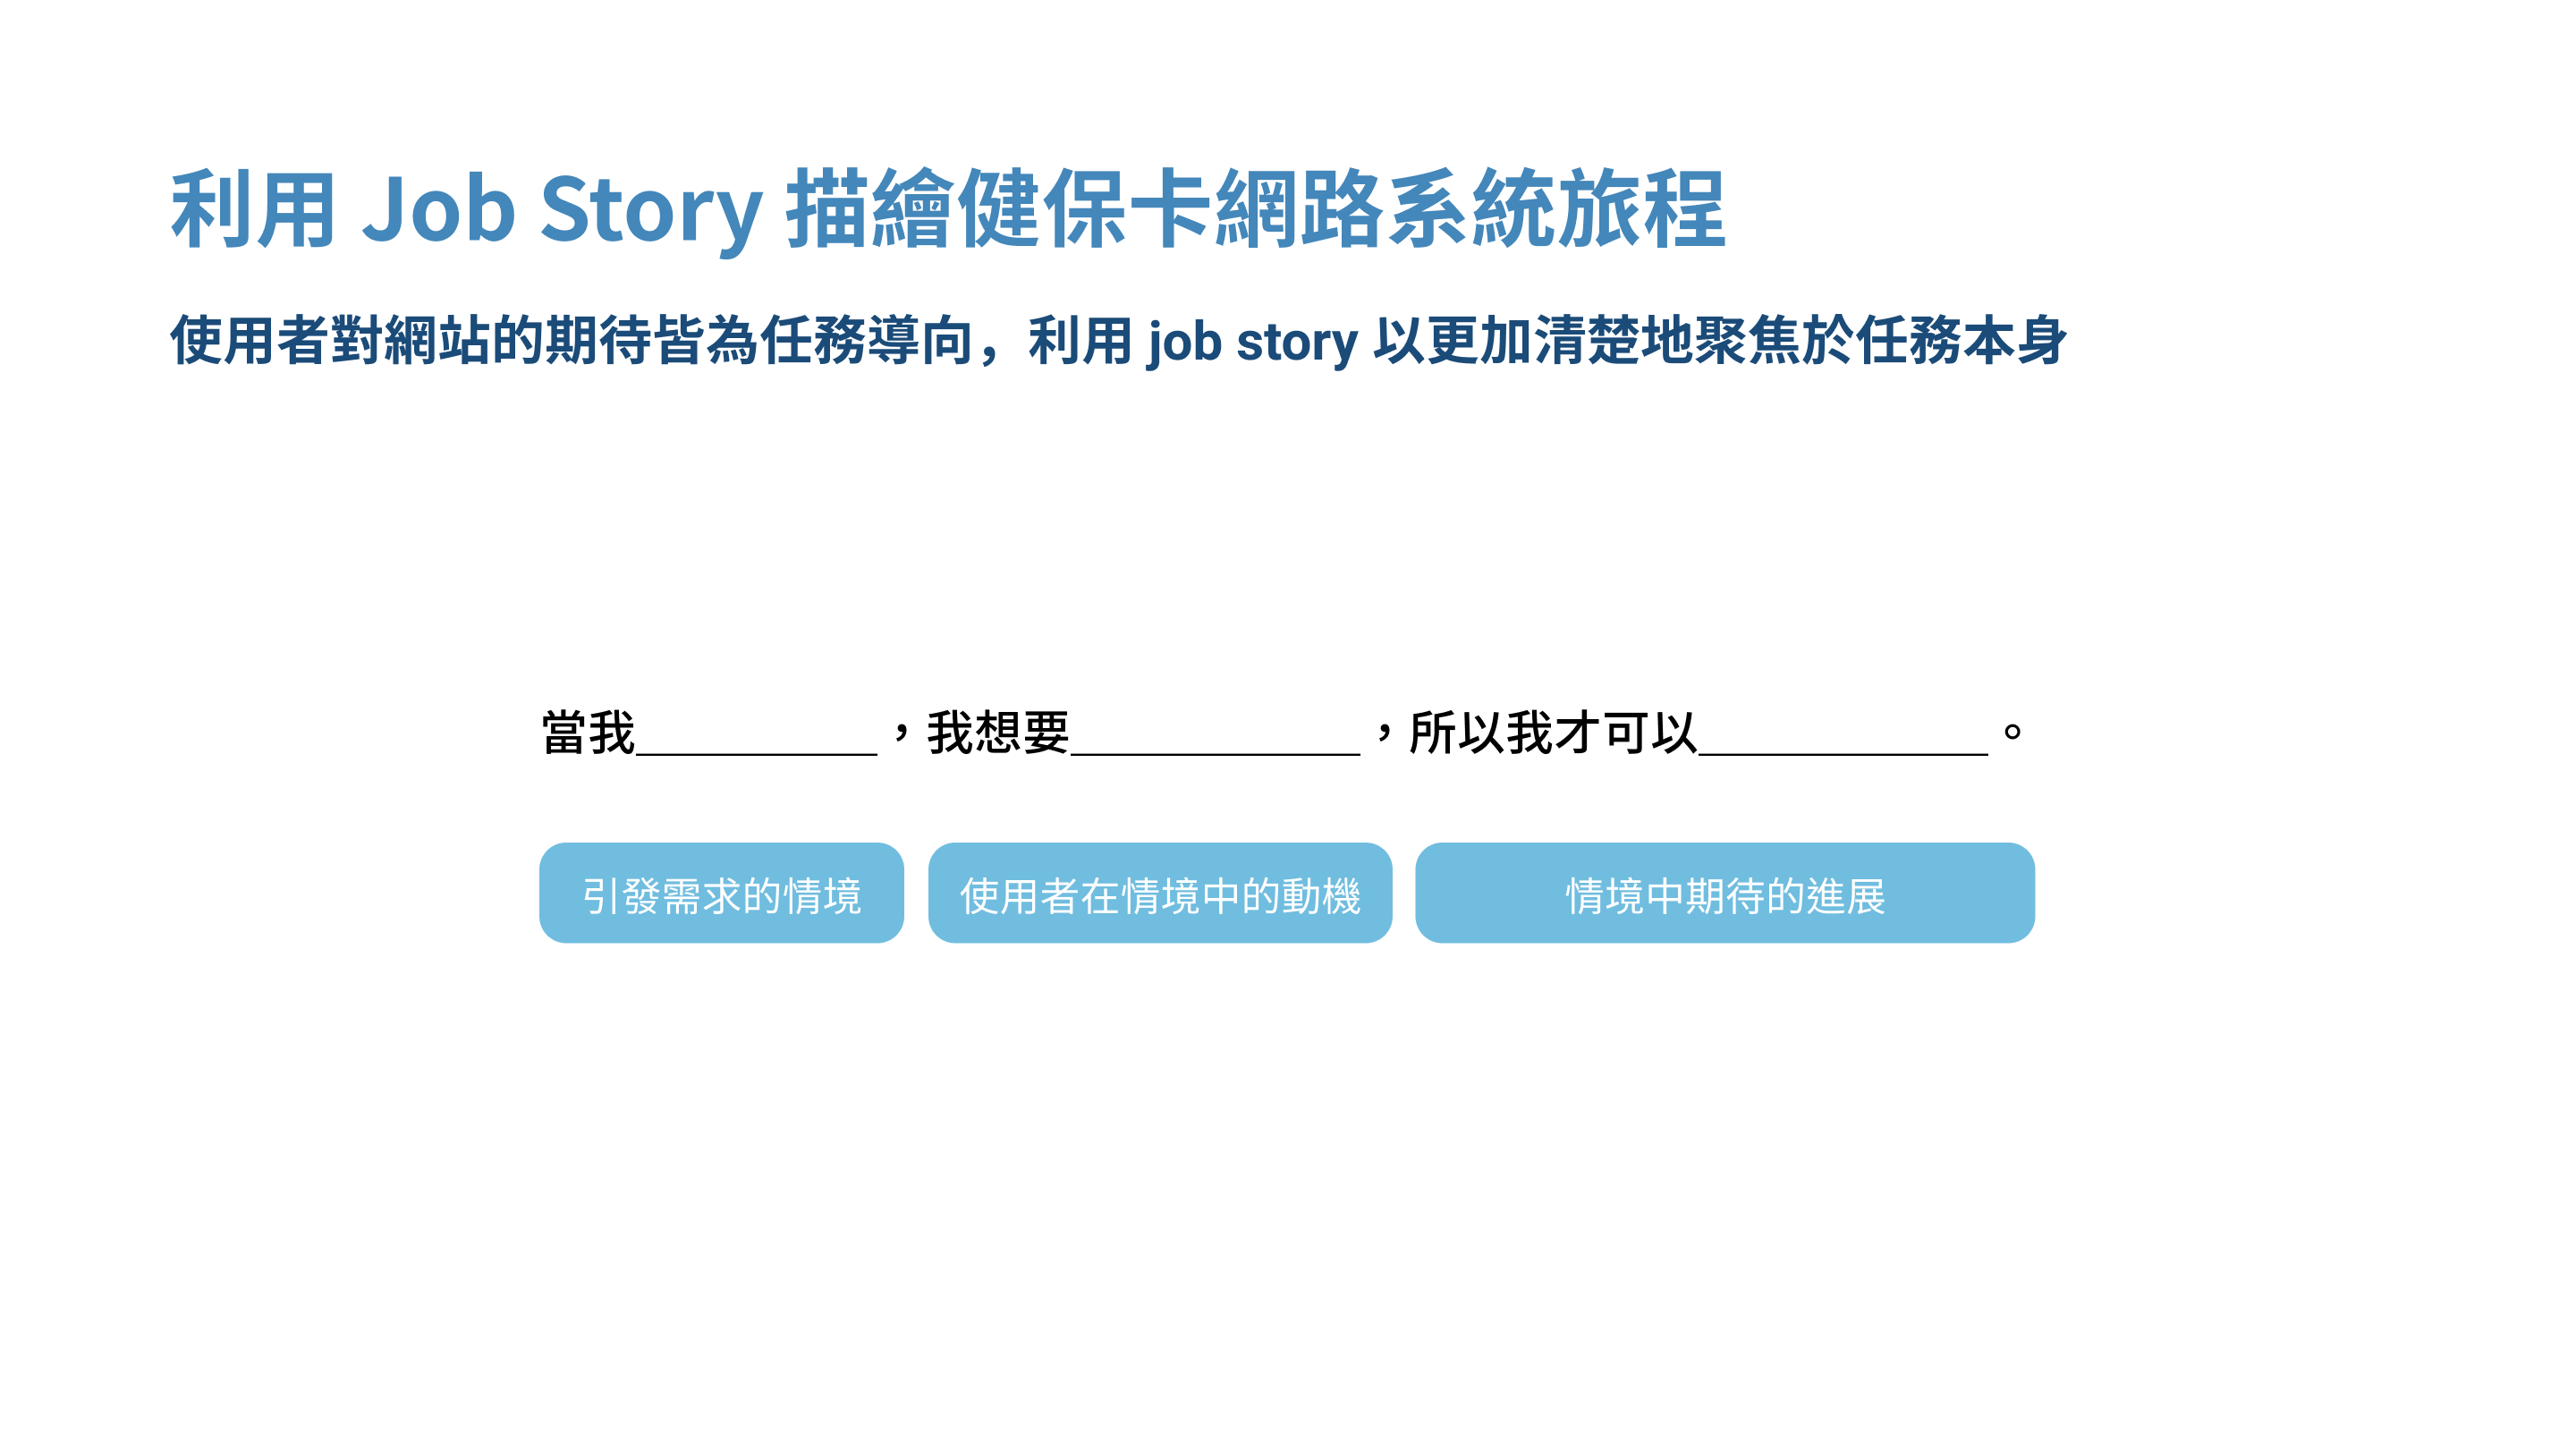 利用 Job Story 描繪健保卡網路系統旅程
使用者對網站的期待皆為任務導向，利用 job story 以更加清楚地聚焦於任務本身
當我__________，我想要____________，所以我才可以____________。
引發需求的情境
使用者在情境中的動機
情境中期待的進展